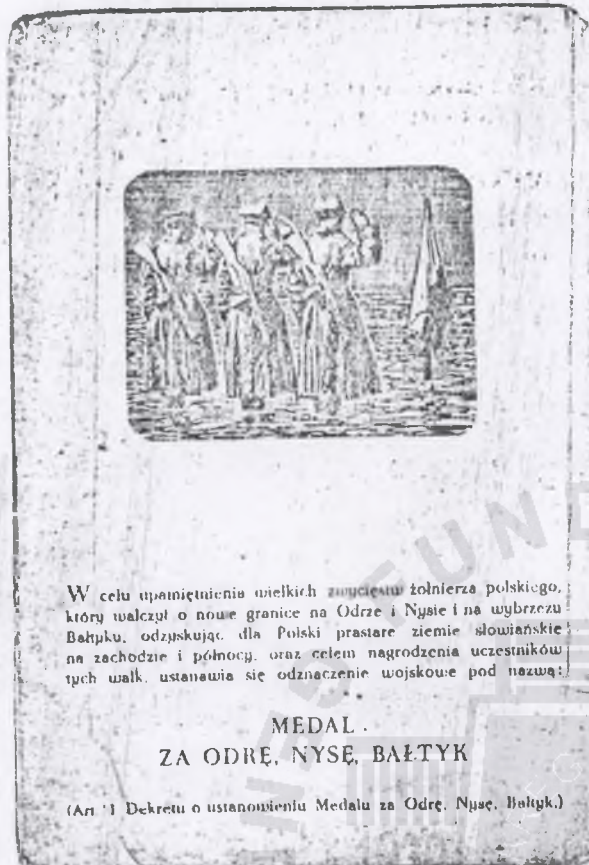 W celu upamiętnienia wielkich zwycięstw żołnierza polskiego,
który walczył o nowe granice na Odrze i Nysie i na wybrzeżu
Bałtyku, odzyskując dla Polski prastare ziemie słowiańskie
na zachodzie i północy, oraz celem nagrodzenia uczestników
tych walk, ustanawia się odznaczenie wojskowe pod nazwą:
MEDAL
ZA ODRĘ, NYSĘ, BAŁTYK
(Art 1 Dekretu o ustanowieniu Medalu za Odrę, Nysę, Bałtyk.)